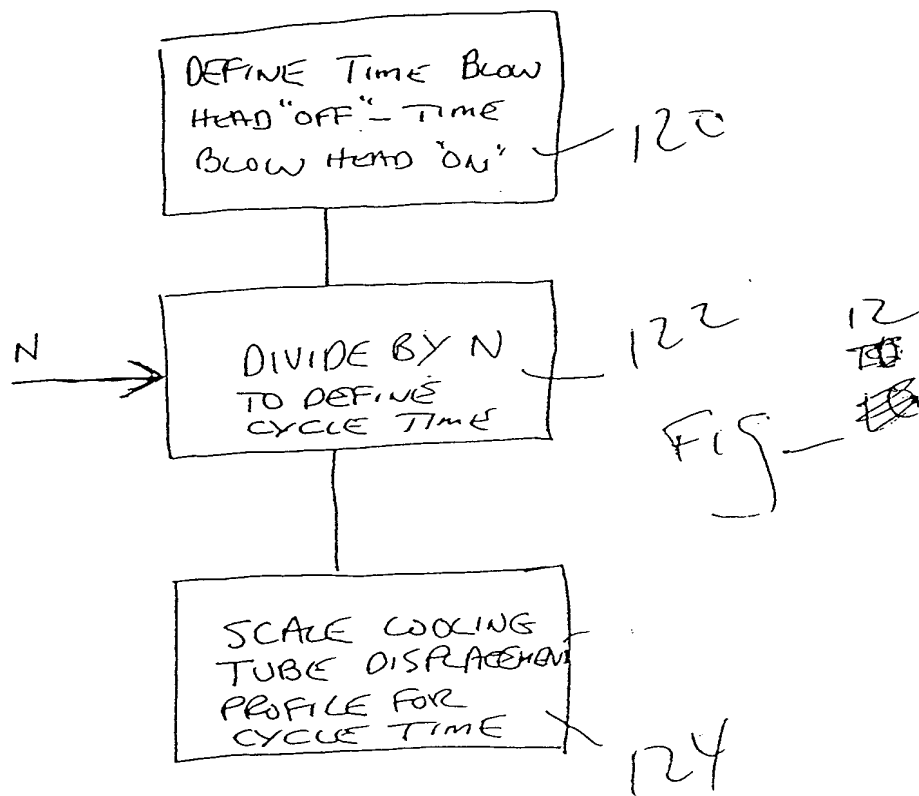 DEFINE TIME BLOW
HEAD "OFF" - TIME
BLOW HEAD "ON"
120
N
DIVIDE BY N
TO DEFINE
CYCLE TIME
122
12
Fig_
SCALE COOLING
TUBE DISPLACEMENT
PROFILE FOR
CYCLE TIME
124